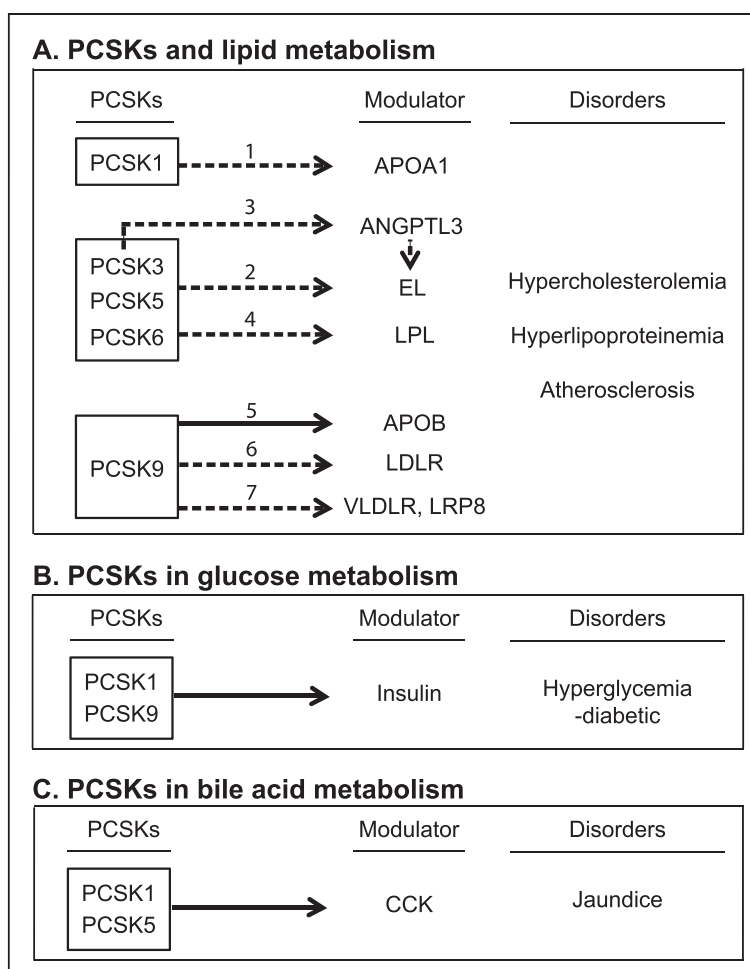 A. PCSKs and lipid metabolism
PCSKs Modulator Disorders
PCSK1 1 APOA1
3 ANGPTL3
PCSK3
2 EL Hypercholesterolemia
PCSK5
PCSK6 4 LPL Hyperlipoproteinemia
Atherosclerosis
5 APOB
PCSK9 6 LDLR
7 VLDLR, LRP8
B. PCSKs in glucose metabolism
PCSKs Modulator Disorders
PCSK1 Insulin Hyperglycemia
PCSK9 -diabetic
C. PCSKs in bile acid metabolism
PCSKs Modulator Disorders
PCSK1 CCK Jaundice
PCSK5